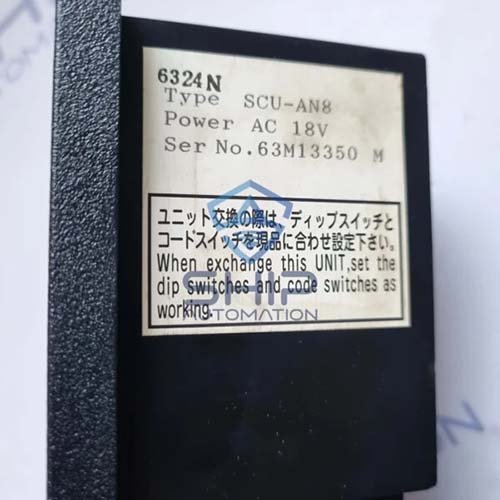 6324N
Type SCU-AN8
Power AC 18V
Ser No.63M13350 M
ユニット交換の際は、ディップスイッチと
コードスイッチを現品に合わせ設定下さい。
When exchange this UNIT,set the
dip switches and code switches as
working.
SHIP
AUTOMATION